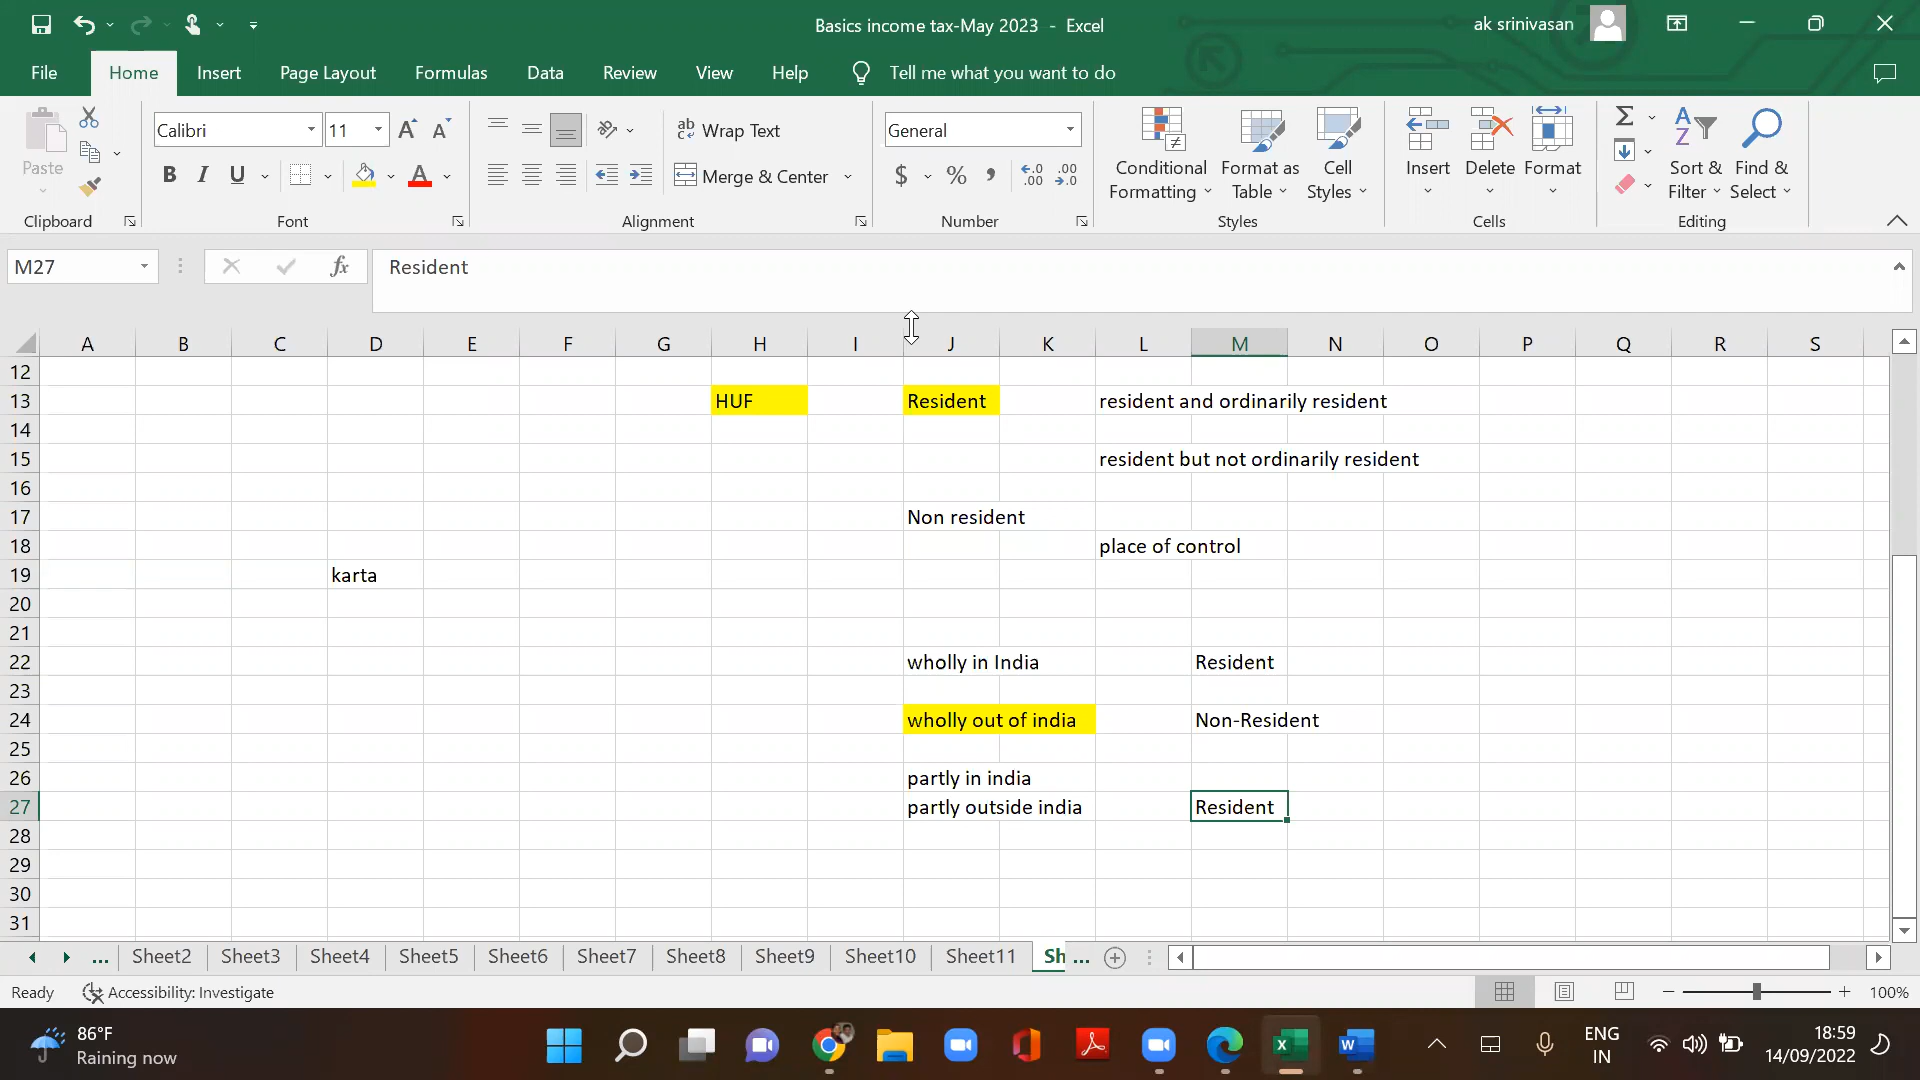 Basics income tax-May 2023 - Excel
ak srinivasan
File Home Insert Page Layout Formulas Data Review View Help Tell me what you want to do
Calibri 11 Wrap Text General
Paste Merge & Center $ % Conditional Formatting Format as Table Cell Styles Insert Delete Format Sort & Filter Find & Select
Clipboard Font Alignment Number Styles Cells Editing
M27 fx Resident
A B C D E F G H I J K L M N O P Q R S
12
13 HUF Resident resident and ordinarily resident
14
15 resident but not ordinarily resident
16
17 Non resident
18 place of control
19 karta
20
21
22 wholly in India Resident
23
24 wholly out of india Non-Resident
25
26 partly in india
27 partly outside india Resident
28
29
30
31
... Sheet2 Sheet3 Sheet4 Sheet5 Sheet6 Sheet7 Sheet8 Sheet9 Sheet10 Sheet11 Sh ...
Ready Accessibility: Investigate 100%
86°F
Raining now
ENG
IN
18:59
14/09/2022